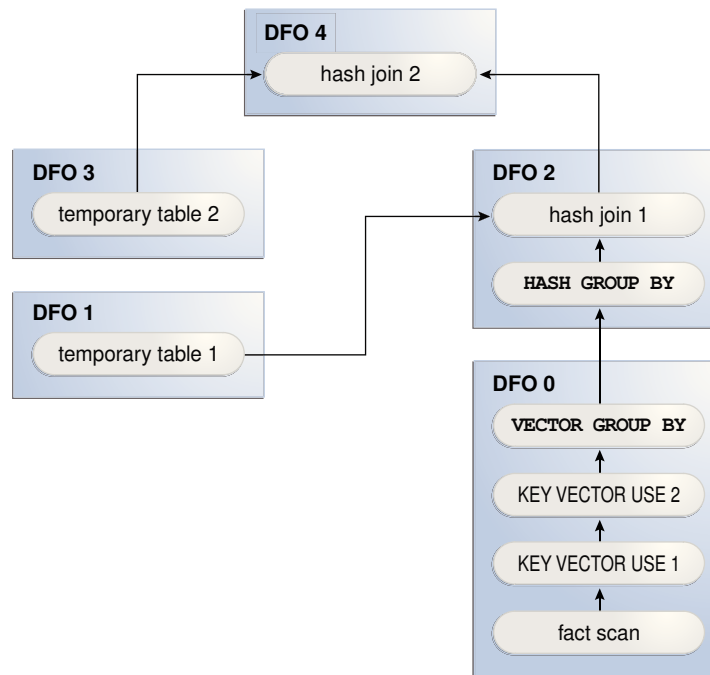 DFO 4
hash join 2
DFO 3
temporary table 2
DFO 2
hash join 1
HASH GROUP BY
DFO 1
temporary table 1
DFO 0
VECTOR GROUP BY
KEY VECTOR USE 2
KEY VECTOR USE 1
fact scan